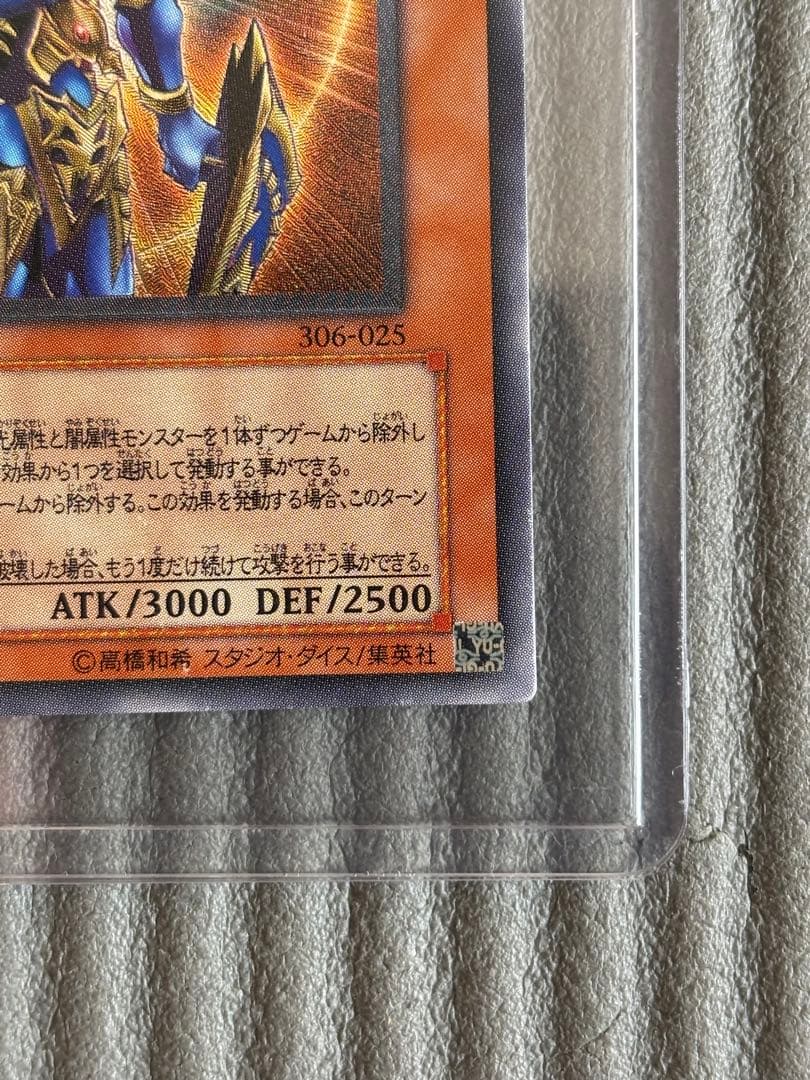 306-025
光属性と闇属性モンスターを1体ずつゲームから除外し
効果から1つを選択して発動する事ができる。
ームから除外する。この効果を発動する場合、このターン
破壊した場合、もう1度だけ続けて攻撃を行う事ができる。
ATK/3000 DEF/2500
©高橋和希 スタジオ・ダイス/集英社